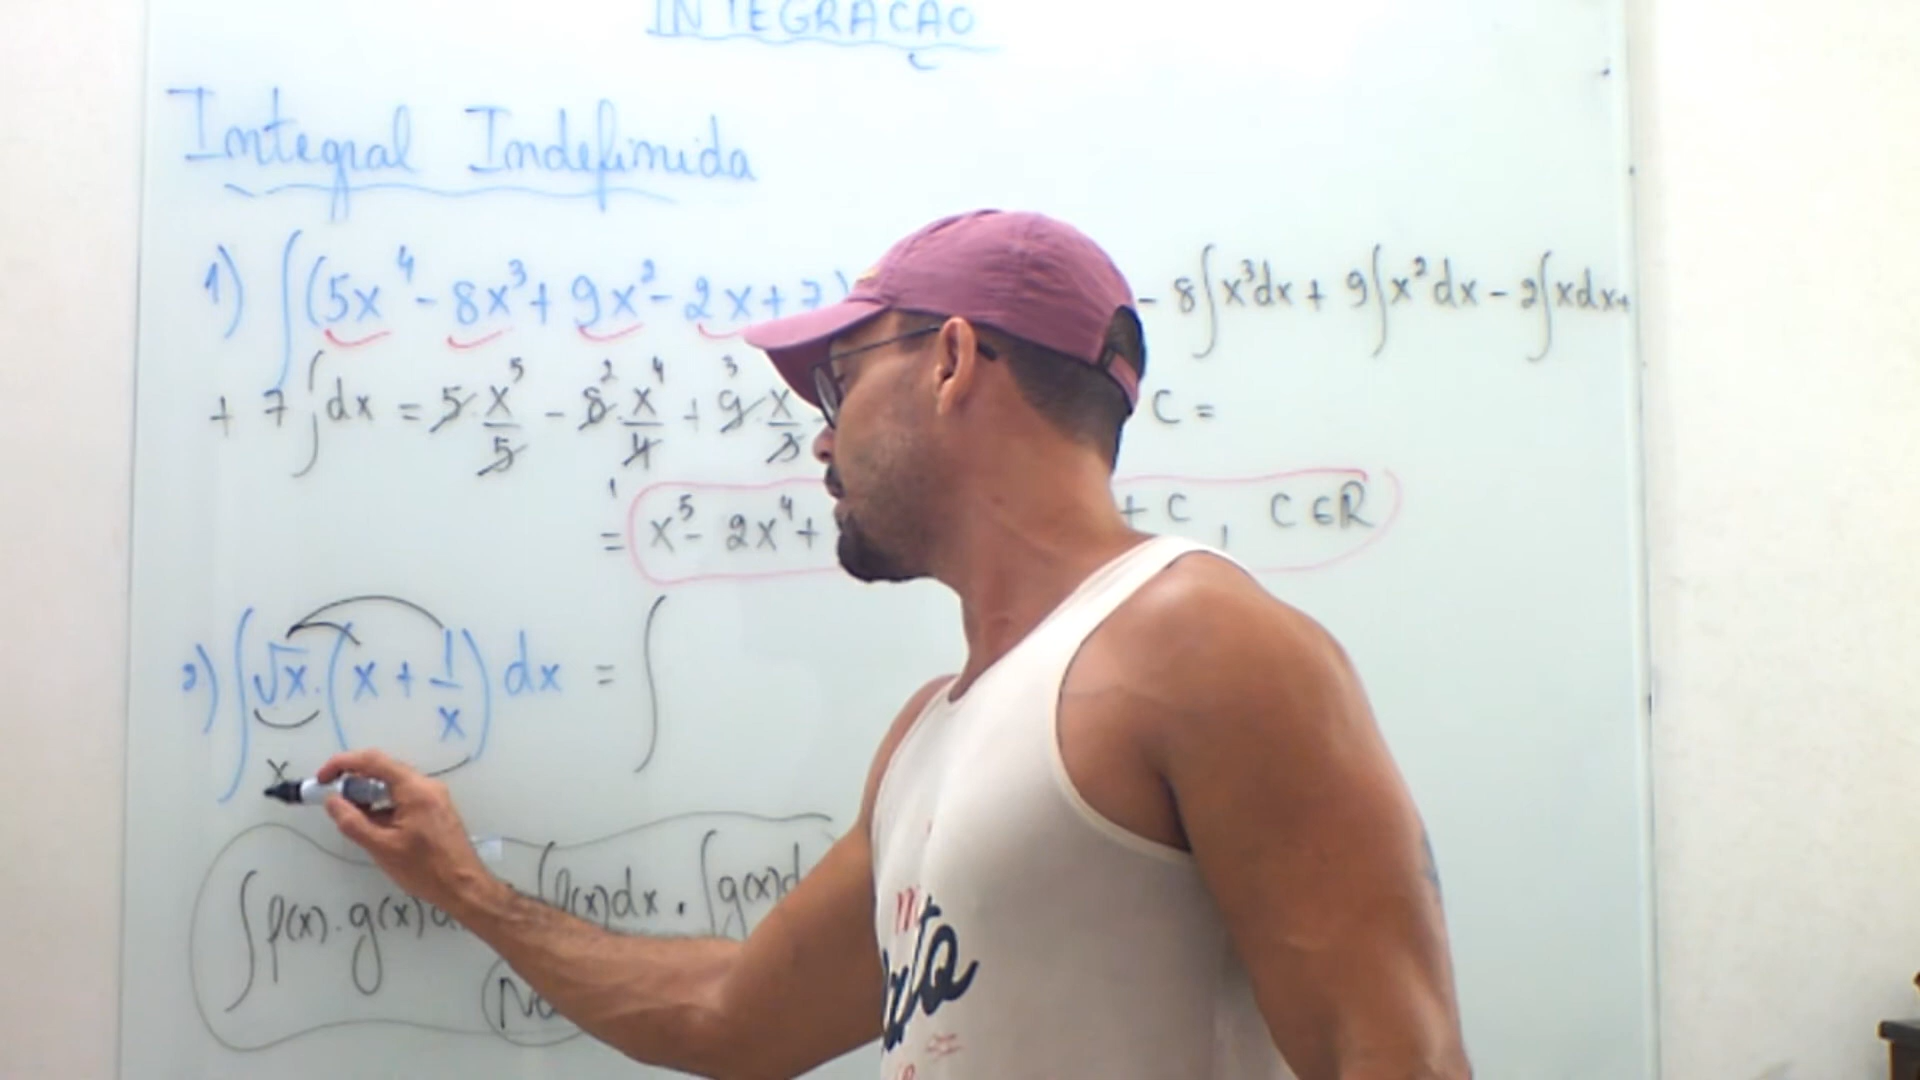 INTEGRAÇÃO
Integral Indefinida
1) ∫(5x⁴ - 8x³ + 9x² - 2x + 7) - 8∫x³dx + 9∫x²dx - 2∫xdx +
+ 7∫dx = 5·x⁵/5 - 8·x⁴/4 + 9·x/3 C =
= x⁵ - 2x⁴ + + C, C ∈ R
2) ∫√x·(x + 1/x) dx = ∫
x
∫f(x)·g(x) ∫f(x)dx · ∫g(x)d
rto